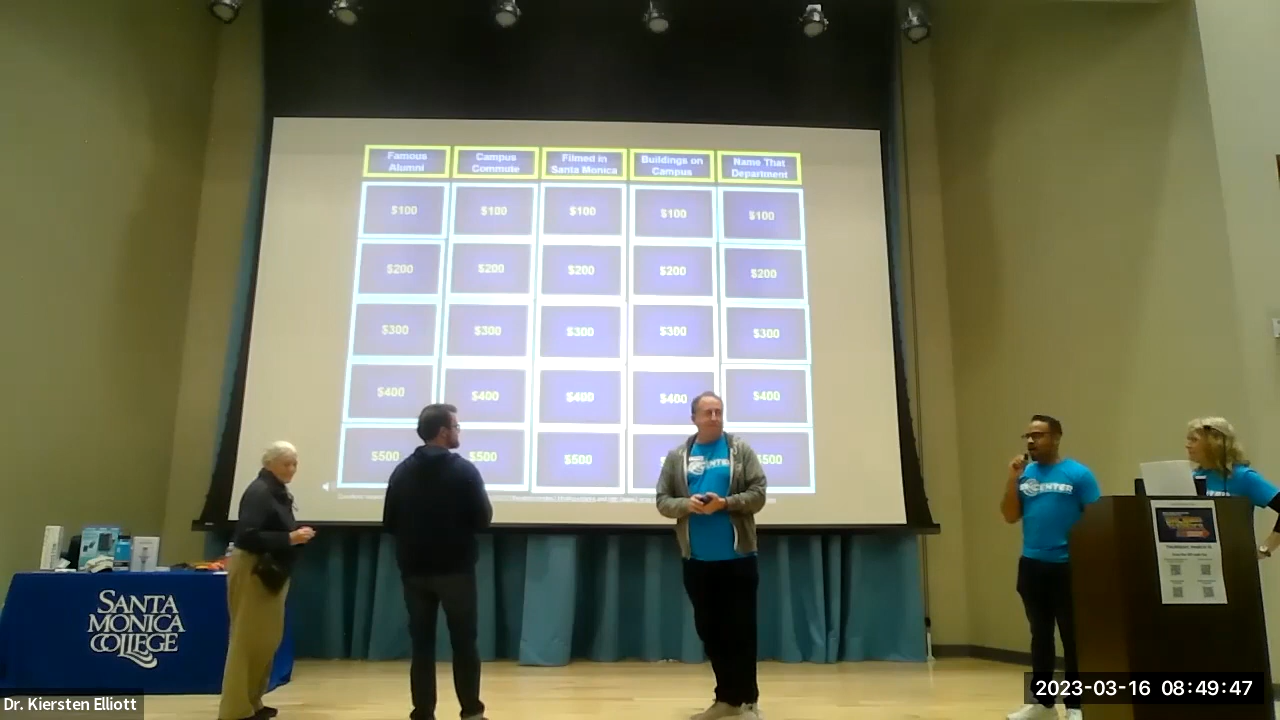 Famous Campus Filmed in Buildings on Name That
Alumni Commute Santa Monica Campus Department
$100 $100 $100 $100 $100
$200 $200 $200 $200 $200
$300 $300 $300 $300 $300
$400 $400 $400 $400 $400
$500 $500 $500 $500
CENTER
CENTER
SANTA
MONICA
COLLEGE
Dr. Kiersten Elliott
2023-03-16 08:49:47